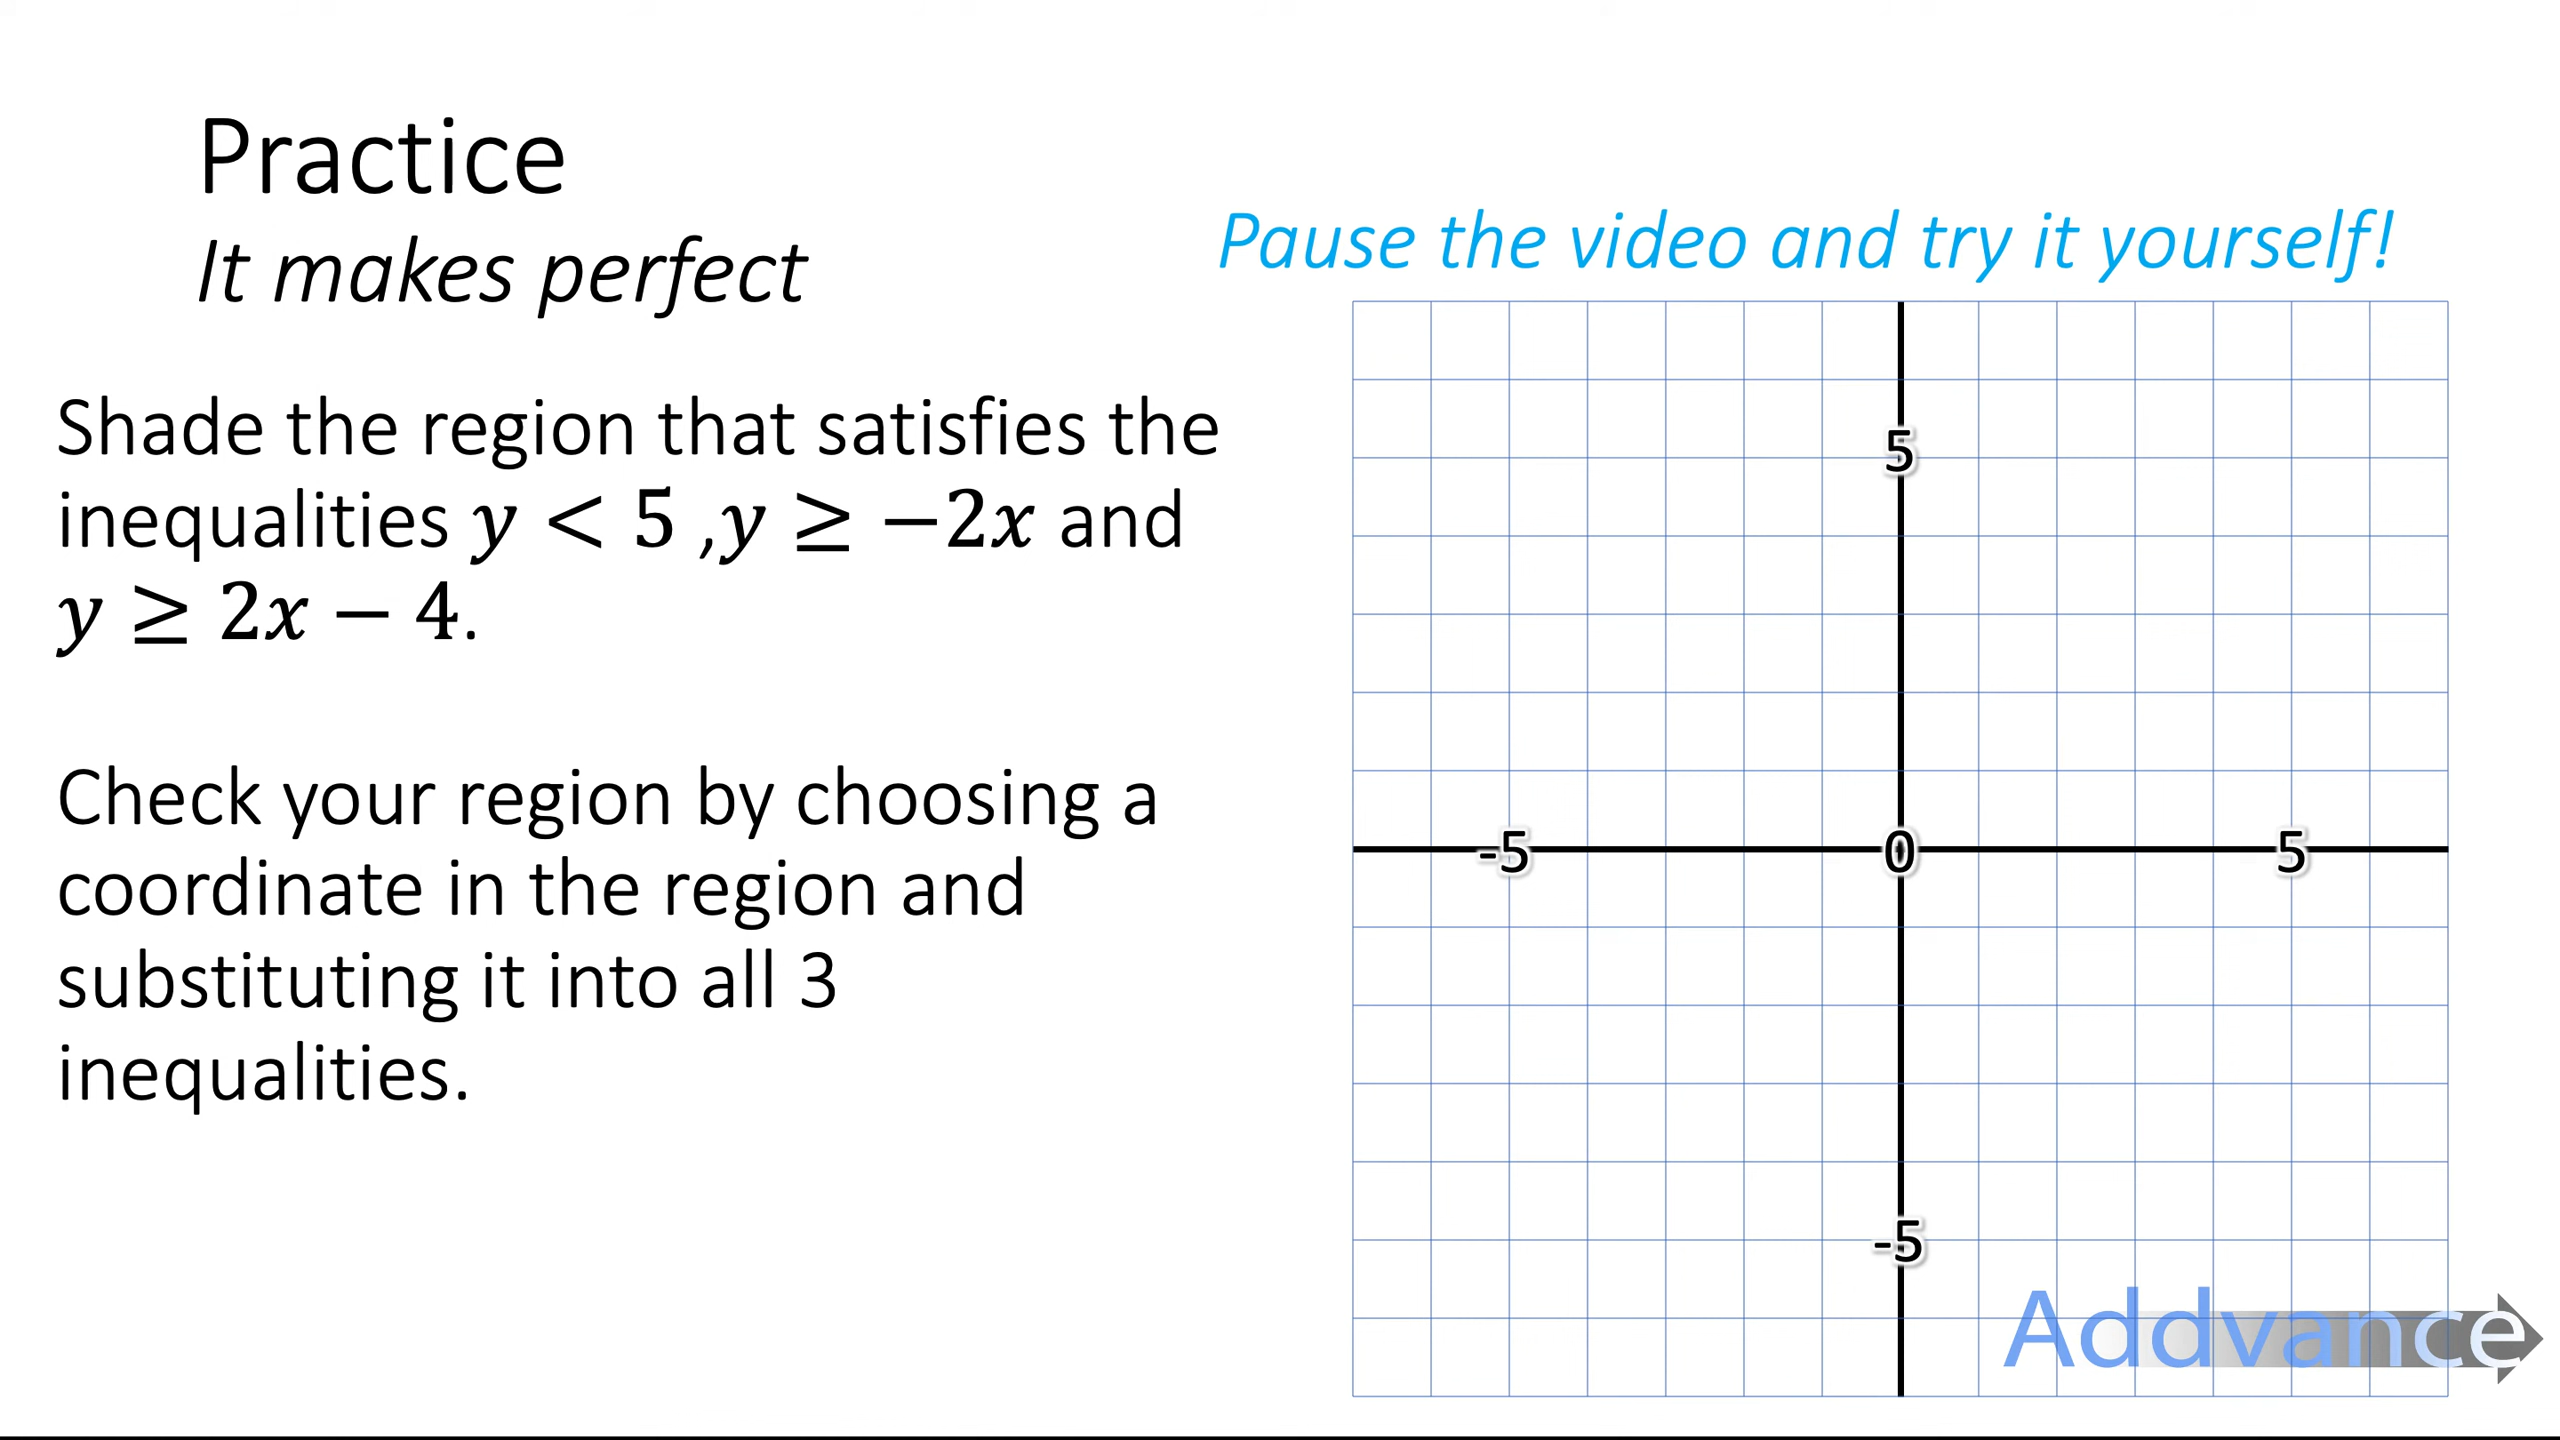 Practice
It makes perfect
Pause the video and try it yourself!
Shade the region that satisfies the
inequalities y < 5 ,y ≥ −2x and
y ≥ 2x − 4.
Check your region by choosing a
coordinate in the region and
substituting it into all 3
inequalities.
5
-5 0 5
-5
Addvance